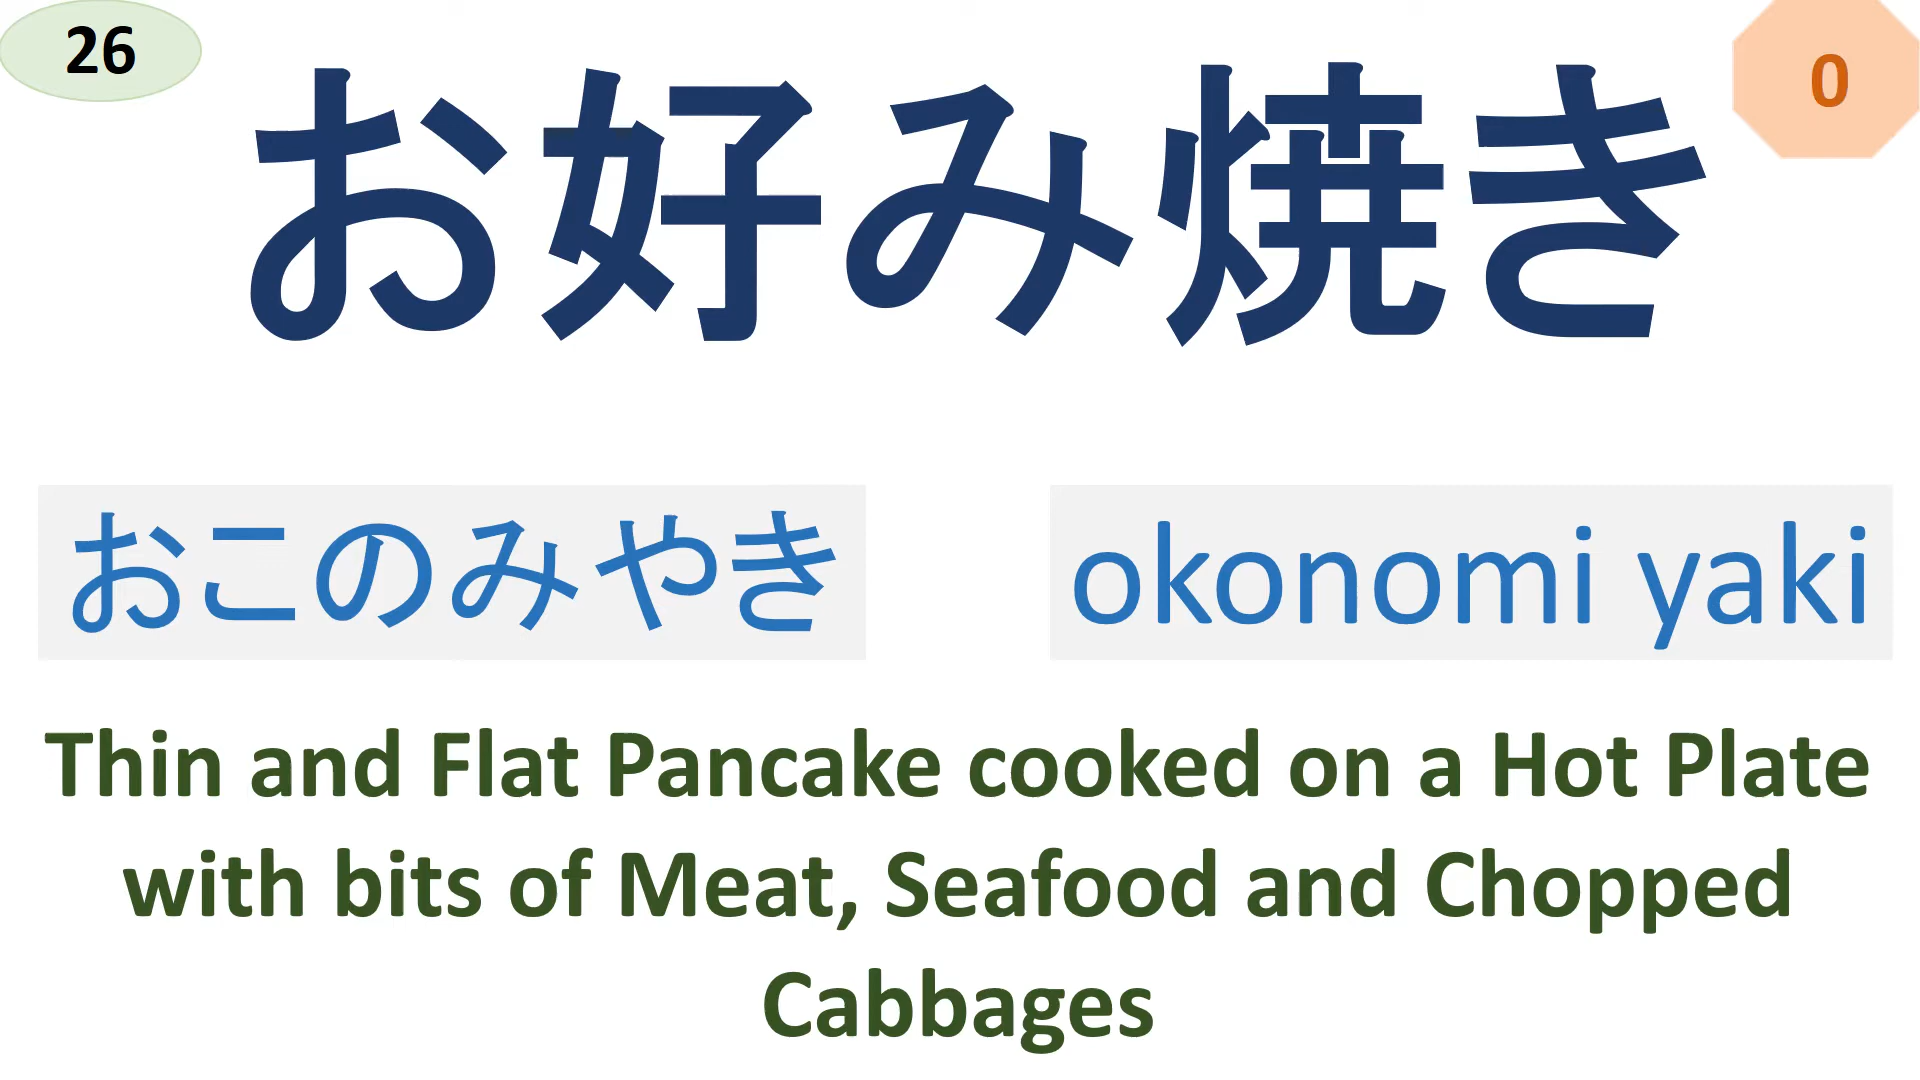 26
0
お好み焼き
おこのみやき
okonomi yaki
Thin and Flat Pancake cooked on a Hot Plate
with bits of Meat, Seafood and Chopped
Cabbages